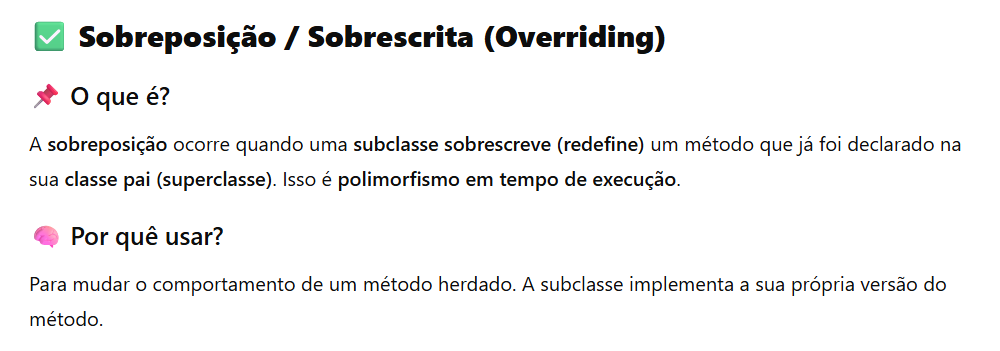 ✅ Sobreposição / Sobrescrita (Overriding)
📌 O que é?
A sobreposição ocorre quando uma subclasse sobrescreve (redefine) um método que já foi declarado na
sua classe pai (superclasse). Isso é polimorfismo em tempo de execução.
🧠 Por quê usar?
Para mudar o comportamento de um método herdado. A subclasse implementa a sua própria versão do
método.